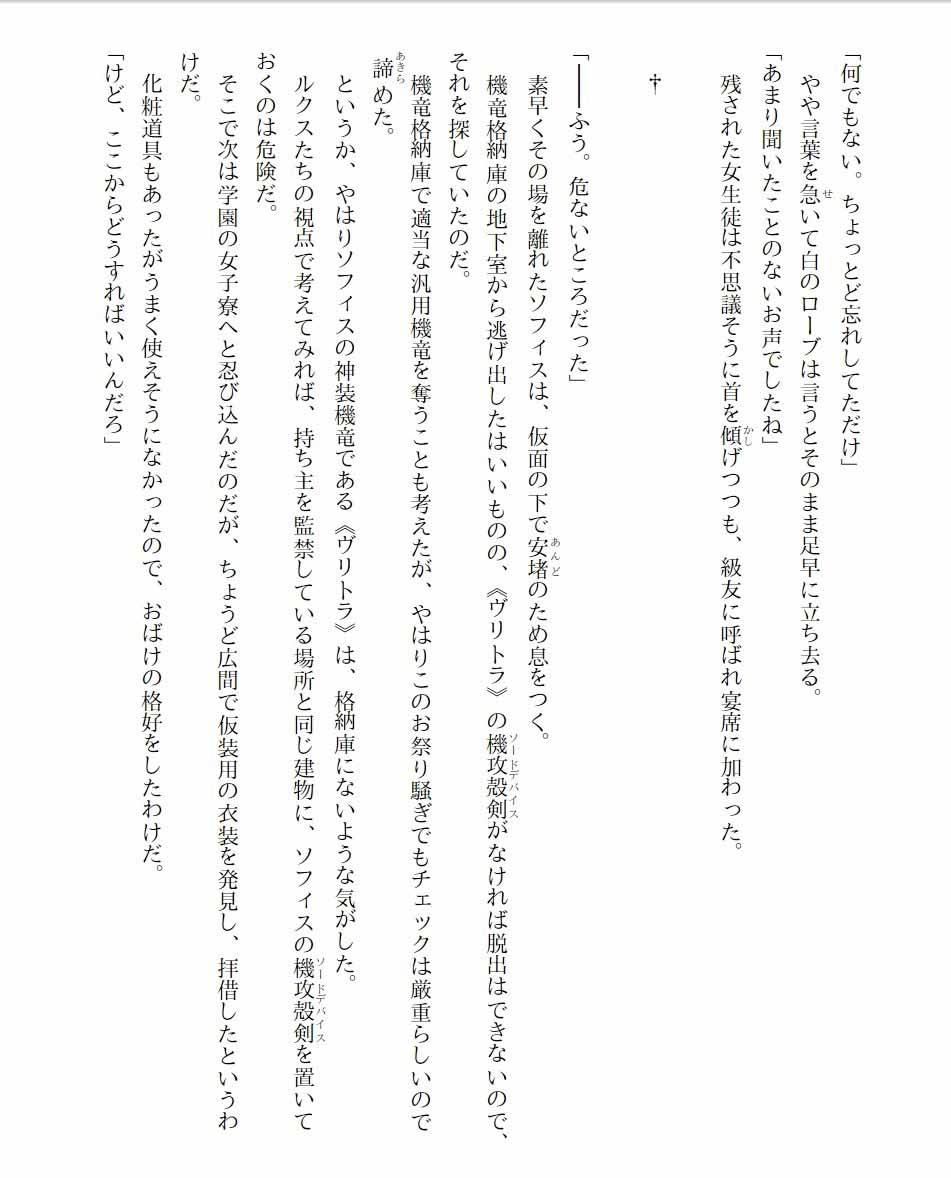 「何でもない。ちょっとど忘れしてただけ」
　やや言葉を急いて白のローブは言うとそのまま足早に立ち去る。
「あまり聞いたことのないお声でしたね」
　残された女生徒は不思議そうに首を傾げつつも、級友に呼ばれ宴席に加わった。
†
「――ふう。危ないところだった」
　素早くその場を離れたソフィスは、仮面の下で安堵のため息をつく。
　機竜格納庫の地下室から逃げ出したはいいものの、《ヴリトラ》の機攻殻剣がなければ脱出はできないので、
それを探していたのだ。
　機竜格納庫で適当な汎用機竜を奪うことも考えたが、やはりこのお祭り騒ぎでもチェックは厳重らしいので
諦めた。
　というか、やはりソフィスの神装機竜である《ヴリトラ》は、格納庫にないような気がした。
　ルクスたちの視点で考えてみれば、持ち主を監禁している場所と同じ建物に、ソフィスの機攻殻剣を置いて
おくのは危険だ。
　そこで次は学園の女子寮へと忍び込んだのだが、ちょうど広間で仮装用の衣装を発見し、拝借したというわ
けだ。
　化粧道具もあったがうまく使えそうになかったので、おばけの格好をしたわけだ。
「けど、ここからどうすればいいんだろ」